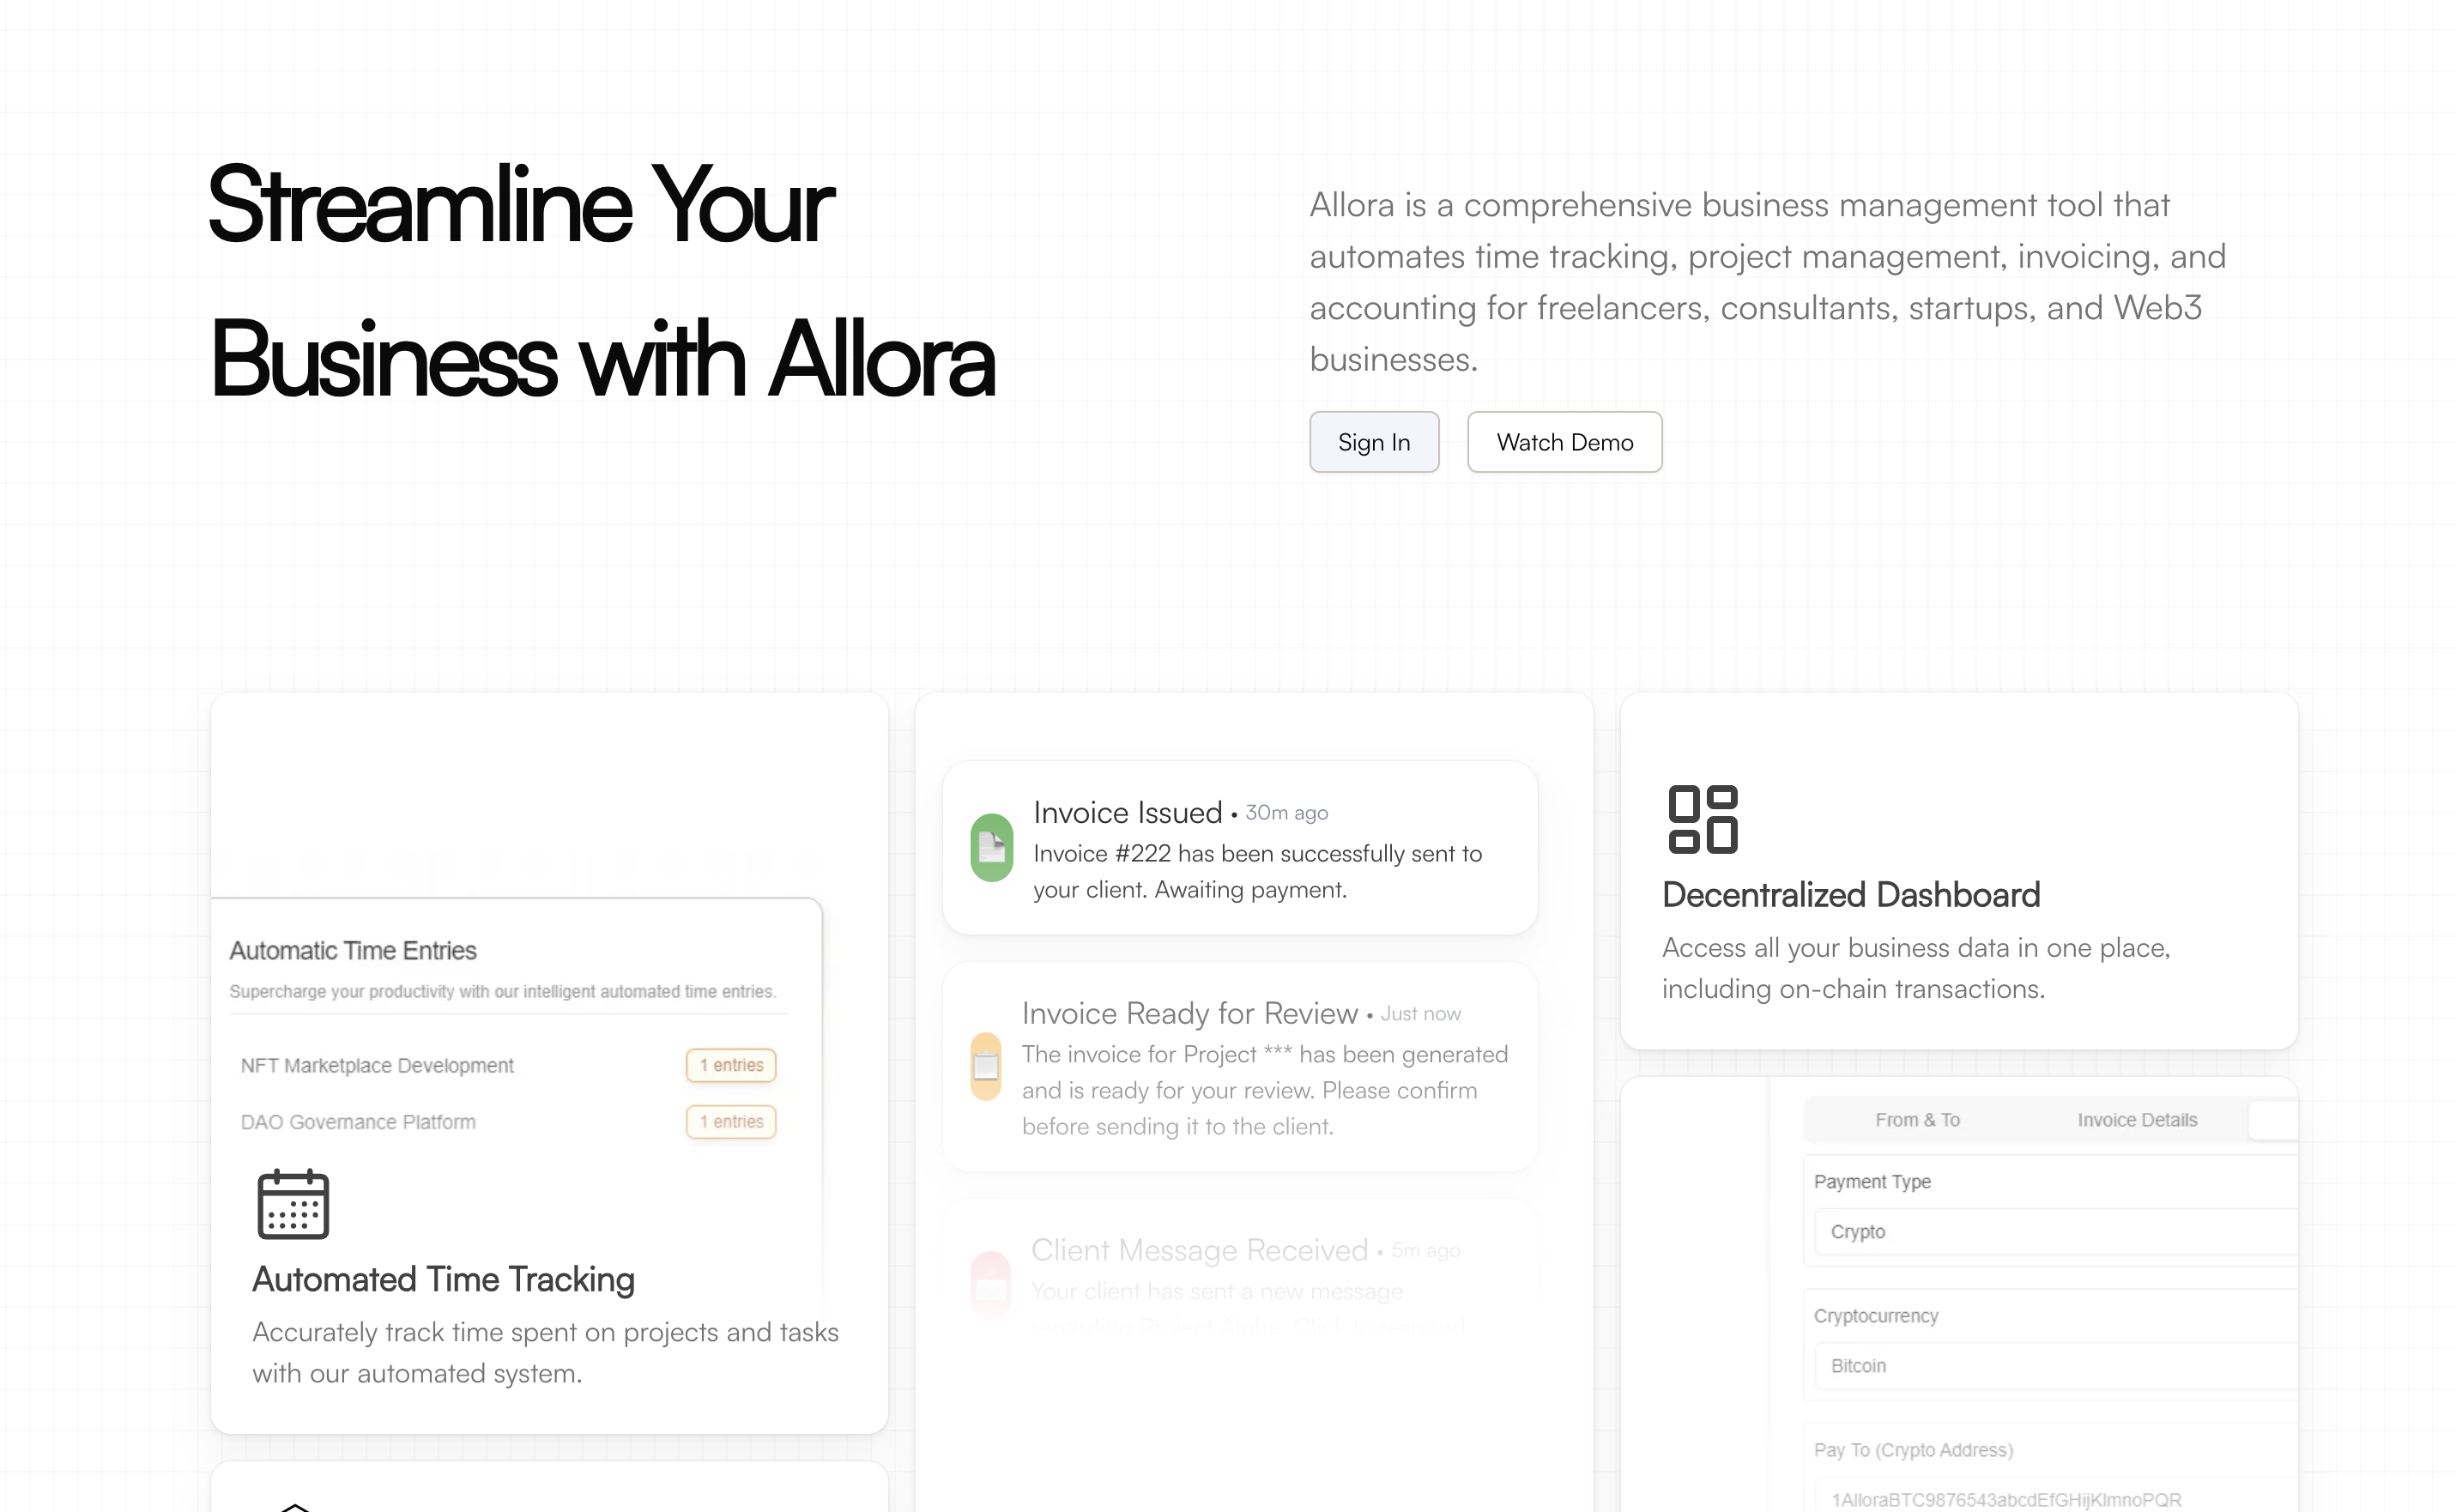 Streamline Your
Business with Allora
Allora is a comprehensive business management tool that
automates time tracking, project management, invoicing, and
accounting for freelancers, consultants, startups, and Web3
businesses.
Sign In
Watch Demo
Automatic Time Entries
Supercharge your productivity with our intelligent automated time entries.
NFT Marketplace Development
1 entries
DAO Governance Platform
1 entries
Automated Time Tracking
Accurately track time spent on projects and tasks
with our automated system.
Invoice Issued • 30m ago
Invoice #222 has been successfully sent to
your client. Awaiting payment.
Invoice Ready for Review • Just now
The invoice for Project *** has been generated
and is ready for your review. Please confirm
before sending it to the client.
Client Message Received • 5m ago
Your client has sent a new message
regarding Project Alpha. Click to respond.
Decentralized Dashboard
Access all your business data in one place,
including on-chain transactions.
From & To
Invoice Details
Payment Type
Crypto
Cryptocurrency
Bitcoin
Pay To (Crypto Address)
1AlloraBTC9876543abcdEfGHijKlmnoPQR